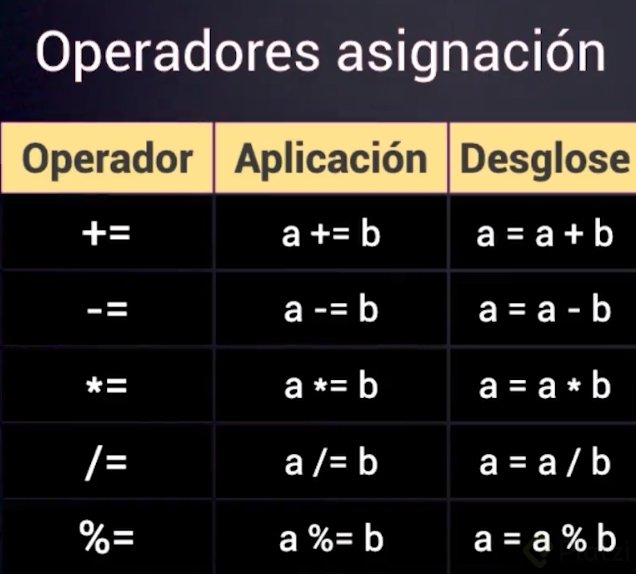 Operadores asignación
Operador Aplicación Desglose
+= a += b a = a + b
-= a -= b a = a - b
*= a *= b a = a * b
/= a /= b a = a / b
%= a %= b a = a % b